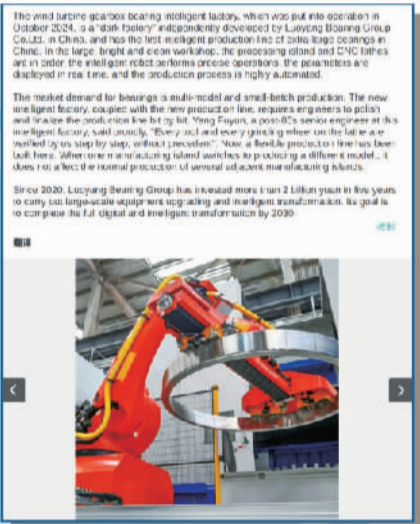 The wind turbine gearbox bearing intelligent factory, which was put into operation in
October 2024, is a "dark factory" independently developed by Luoyang Bearing Group
Co.Ltd. in China, and has the first intelligent production line of extra-large bearings in
China. In the large, bright and clean workshop, the processing island and CNC lathes
are in order, the intelligent robot performs precise operations, the parameters are
displayed in real time, and the production process is highly automated.
The market demand for bearings is multi-model and small-batch production. The new
intelligent factory, coupled with the new production line, requires engineers to polish
and finalize the production line bit by bit. Yang Fuyun, a post-80s senior engineer at this
intelligent factory, said proudly, "Every tool and every grinding wheel on the lathe are
verified by us step by step, without precedent". Now, a flexible production line has been
built here. When one manufacturing island switches to producing a different model, it
does not affect the normal production of several adjacent manufacturing islands.
Since 2020, Luoyang Bearing Group has invested more than 2 billion yuan in five years
to carry out large-scale equipment upgrading and intelligent transformation. Its goal is
to complete the full digital and intelligent transformation by 2030.